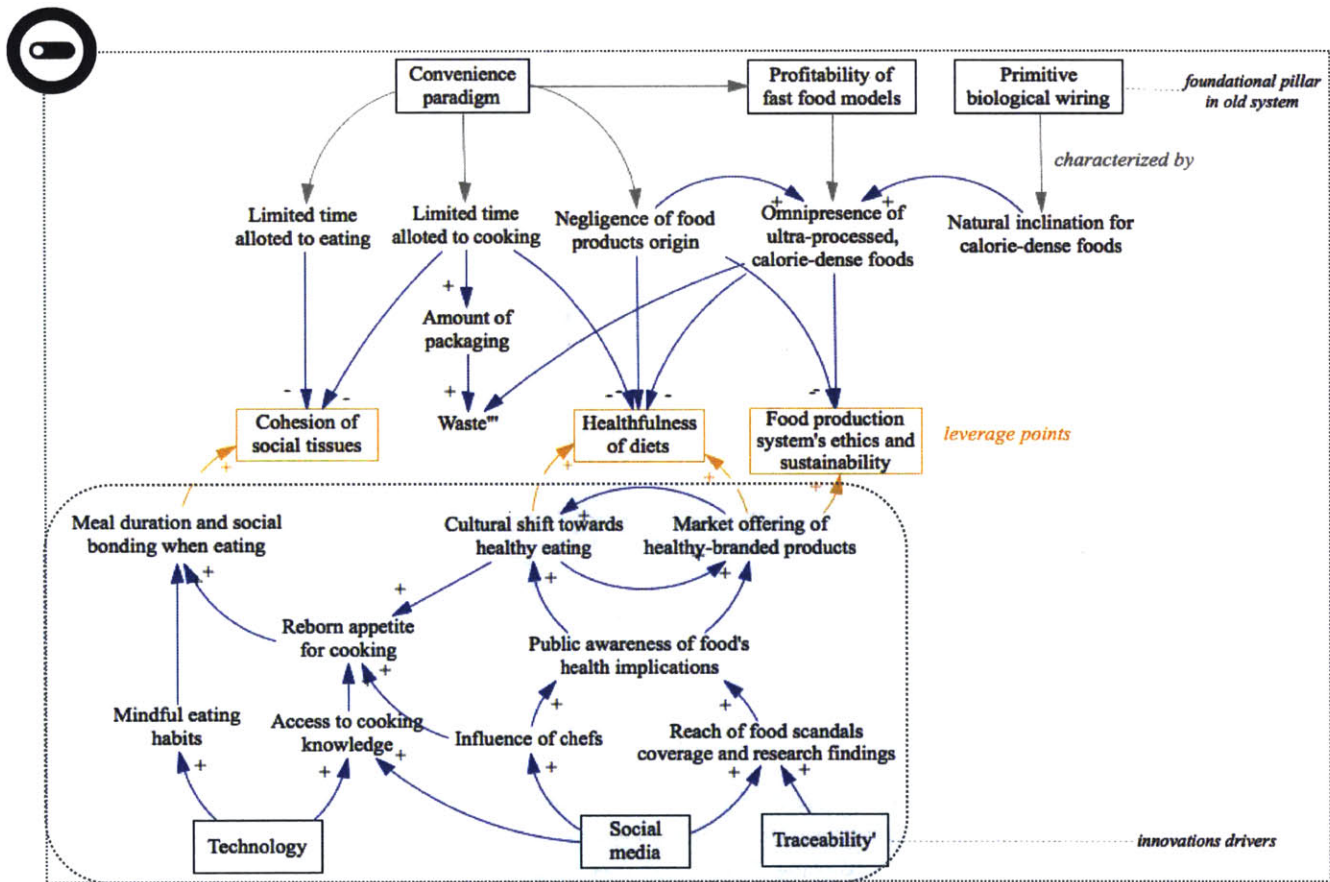 Convenience
paradigm
Profitability of
fast food models
Primitive
biological wiring
foundational pillar
in old system
characterized by
Limited time
alloted to eating
Limited time
alloted to cooking
Negligence of food
products origin
+
Omnipresence of
ultra-processed,
calorie-dense foods
+
Natural inclination for
calorie-dense foods
+
Amount of
packaging
+
Waste'''
-
-
Cohesion of
social tissues
- - -
Healthfulness
of diets
- -
Food production
system's ethics and
sustainability
leverage points
+
+
+
+
Meal duration and social
bonding when eating
Cultural shift towards
healthy eating
+
Market offering of
healthy-branded products
+
+
+
+
+
+
Reborn appetite
for cooking
Public awareness of food's
health implications
+
+
+
+
Mindful eating
habits
Access to cooking
knowledge
Influence of chefs
Reach of food scandals
coverage and research findings
+
+
+
+
+
+
Technology
Social
media
Traceability'
innovations drivers